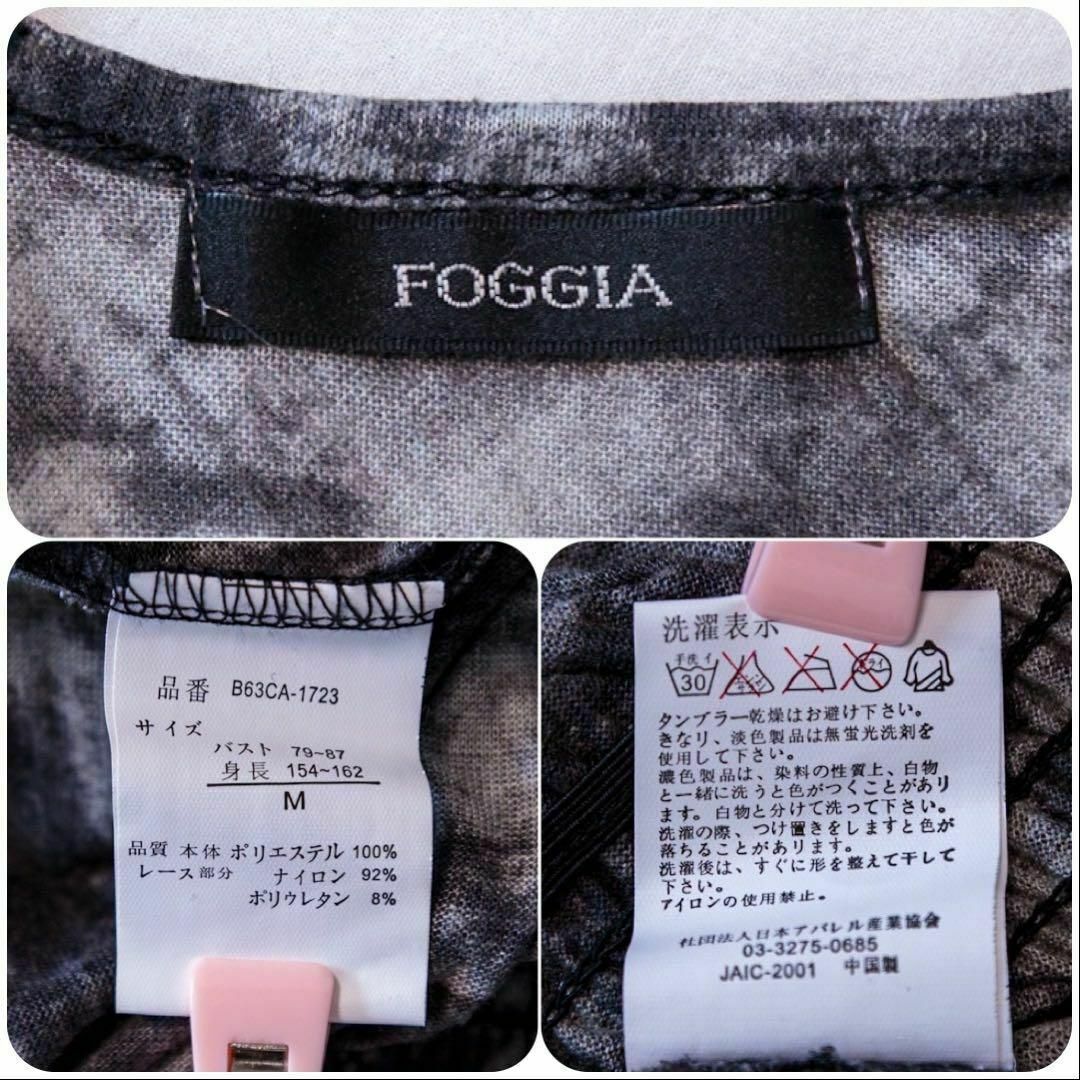 FOGGIA
品番 B63CA-1723
サイズ
バスト 79~87
身長 154~162
M
品質 本体 ポリエステル 100%
レース部分 ナイロン 92%
ポリウレタン 8%
洗濯表示
手洗イ
30
ドライ
タンブラー乾燥はお避け下さい。
きなり、淡色製品は無蛍光洗剤を
使用して下さい。
濃色製品は、染料の性質上、白物
と一緒に洗うと色がつくことがあり
ます。白物と分けて洗って下さい。
洗濯の際、つけ置きをしますと色が
落ちることがあります。
洗濯後は、すぐに形を整えて干して
下さい。
アイロンの使用禁止。
社団法人日本アパレル産業協会
03-3275-0685
JAIC-2001 中国製